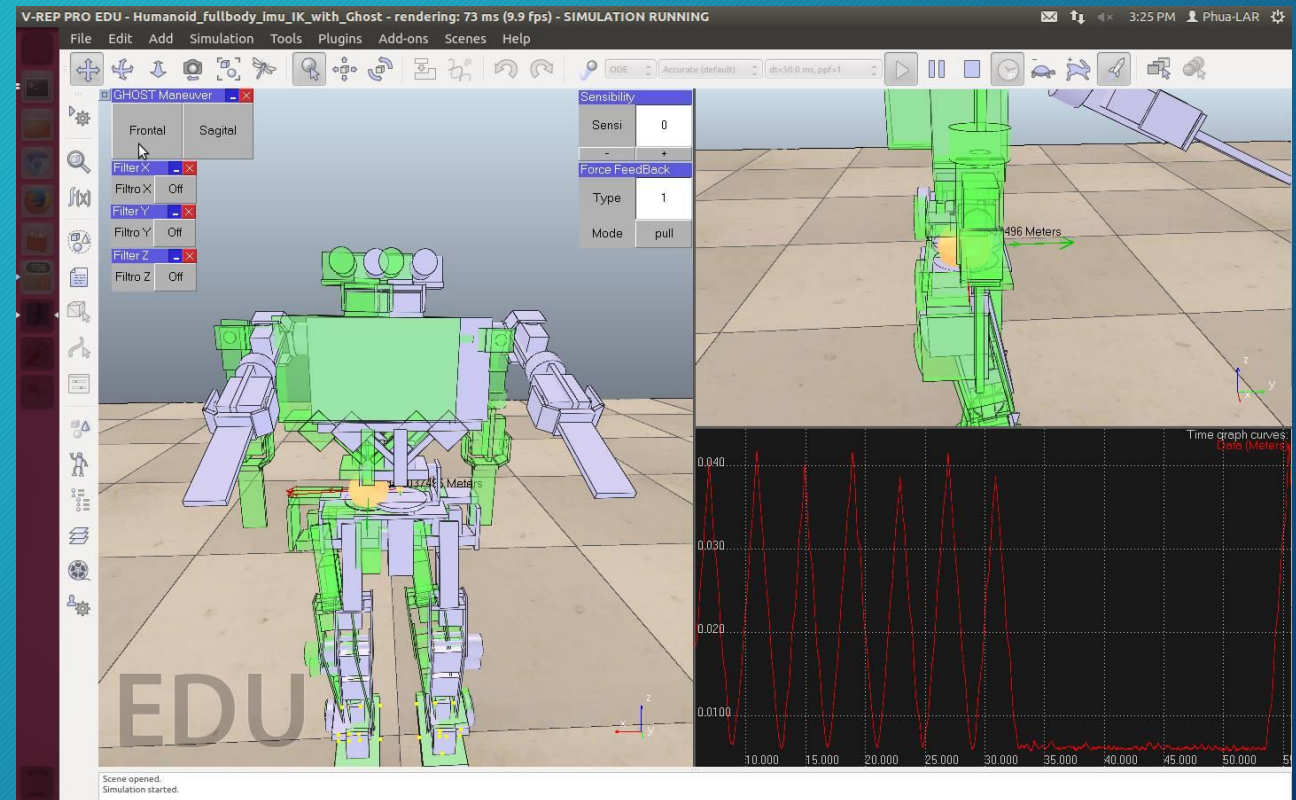 V-REP PRO EDU - Humanoid_fullbody_imu_IK_with_Ghost - rendering: 73 ms (9.9 fps) - SIMULATION RUNNING
3:25 PM Phua-LAR
File Edit Add Simulation Tools Plugins Add-ons Scenes Help
ODE Accurate (default) dt=50.0 ms, ppf=1
GHOST Maneuver
Frontal Sagital
Filter X
Filtro X Off
Filter Y
Filtro Y Off
Filter Z
Filtro Z Off
f(x)
Sensibility
Sensi 0
- +
Force FeedBack
Type 1
Mode pull
Meters
EDU
x z y
496 Meters
z y
Time graph curves:
Data (Meters)
0.040
0.030
0.020
0.0100
10.000 15.000 20.000 25.000 30.000 35.000 40.000 45.000 50.000
Scene opened.
Simulation started.